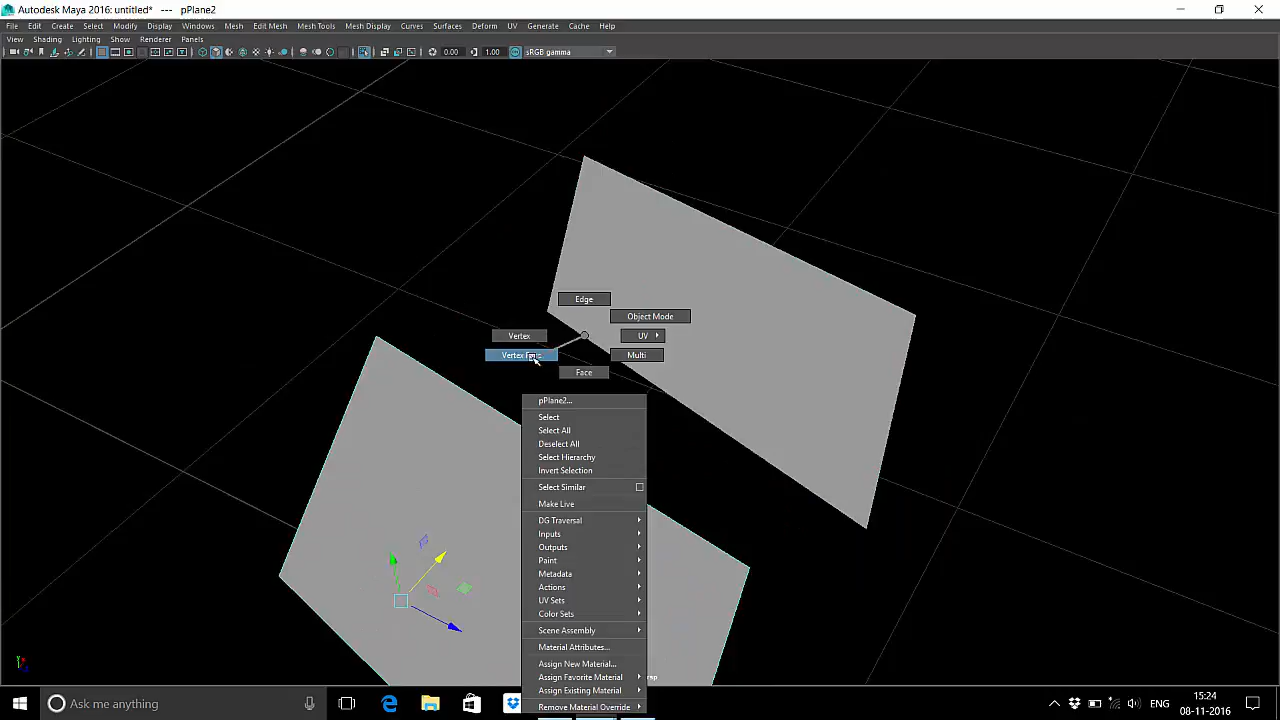 Autodesk Maya 2016: untitled* --- pPlane2
File Edit Create Select Modify Display Windows Mesh Edit Mesh Mesh Tools Mesh Display Curves Surfaces Deform UV Generate Cache Help
View Shading Lighting Show Renderer Panels
0.00 1.00 sRGB gamma
Edge
Object Mode
Vertex UV
Vertex Multi
Face
pPlane2...
Select
Select All
Deselect All
Select Hierarchy
Invert Selection
Select Similar
Make Live
DG Traversal
Inputs
Outputs
Paint
Metadata
Actions
UV Sets
Color Sets
Scene Assembly
Material Attributes...
Assign New Material...
Assign Favorite Material
Assign Existing Material
Remove Material Override
Ask me anything
ENG
15:24
08-11-2016